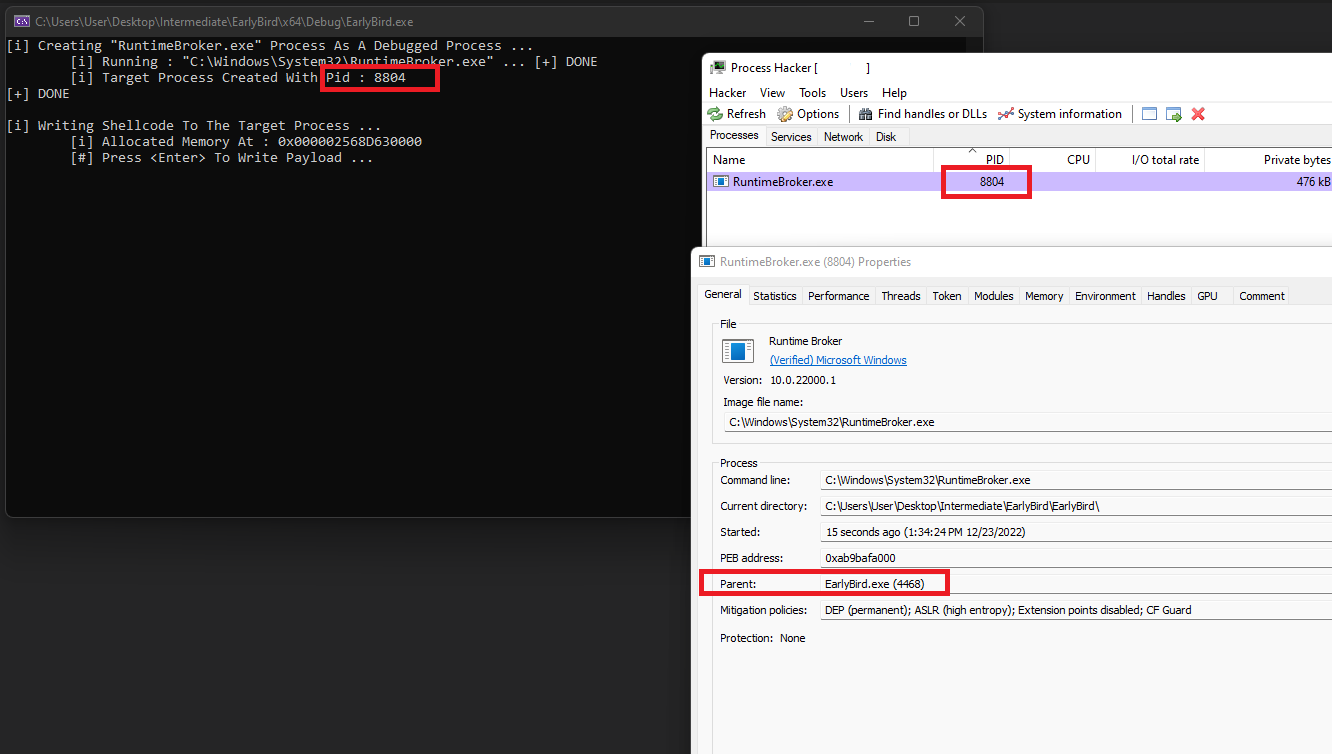 C:\Users\User\Desktop\Intermediate\EarlyBird\x64\Debug\EarlyBird.exe
[i] Creating "RuntimeBroker.exe" Process As A Debugged Process ...
[i] Running : "C:\Windows\System32\RuntimeBroker.exe" ... [+] DONE
[i] Target Process Created With Pid : 8804
[+] DONE
[i] Writing Shellcode To The Target Process ...
[i] Allocated Memory At : 0x000002568D630000
[#] Press <Enter> To Write Payload ...
Process Hacker [ ]
Hacker View Tools Users Help
Refresh Options Find handles or DLLs System information
Processes Services Network Disk
Name PID CPU I/O total rate Private bytes
RuntimeBroker.exe 8804 476 kB
RuntimeBroker.exe (8804) Properties
General Statistics Performance Threads Token Modules Memory Environment Handles GPU Comment
File
Runtime Broker
(Verified) Microsoft Windows
Version: 10.0.22000.1
Image file name:
C:\Windows\System32\RuntimeBroker.exe
Process
Command line: C:\Windows\System32\RuntimeBroker.exe
Current directory: C:\Users\User\Desktop\Intermediate\EarlyBird\EarlyBird\
Started: 15 seconds ago (1:34:24 PM 12/23/2022)
PEB address: 0xab9bafa000
Parent: EarlyBird.exe (4468)
Mitigation policies: DEP (permanent); ASLR (high entropy); Extension points disabled; CF Guard
Protection: None